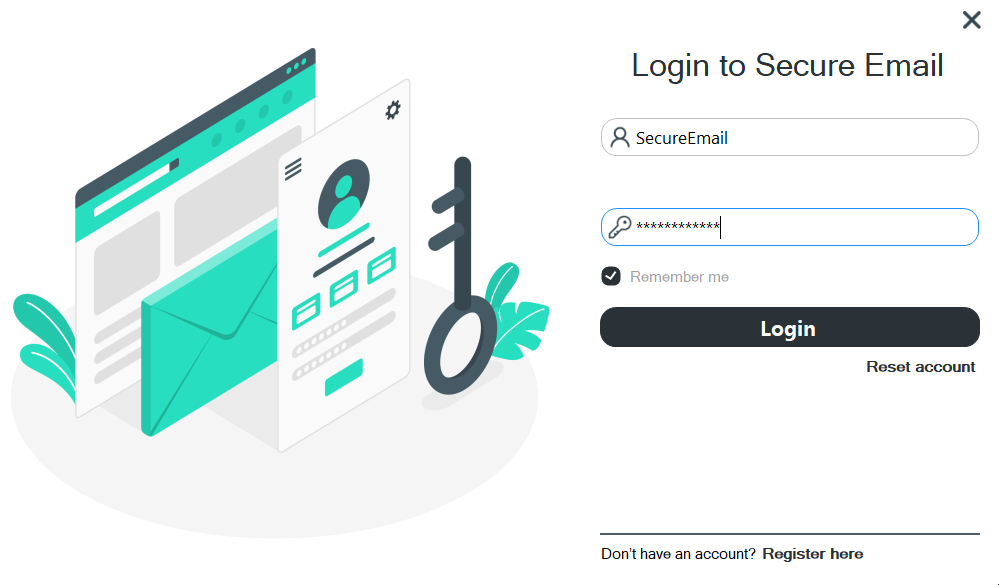 Login to Secure Email
SecureEmail
************
Remember me
Login
Reset account
Don't have an account? Register here